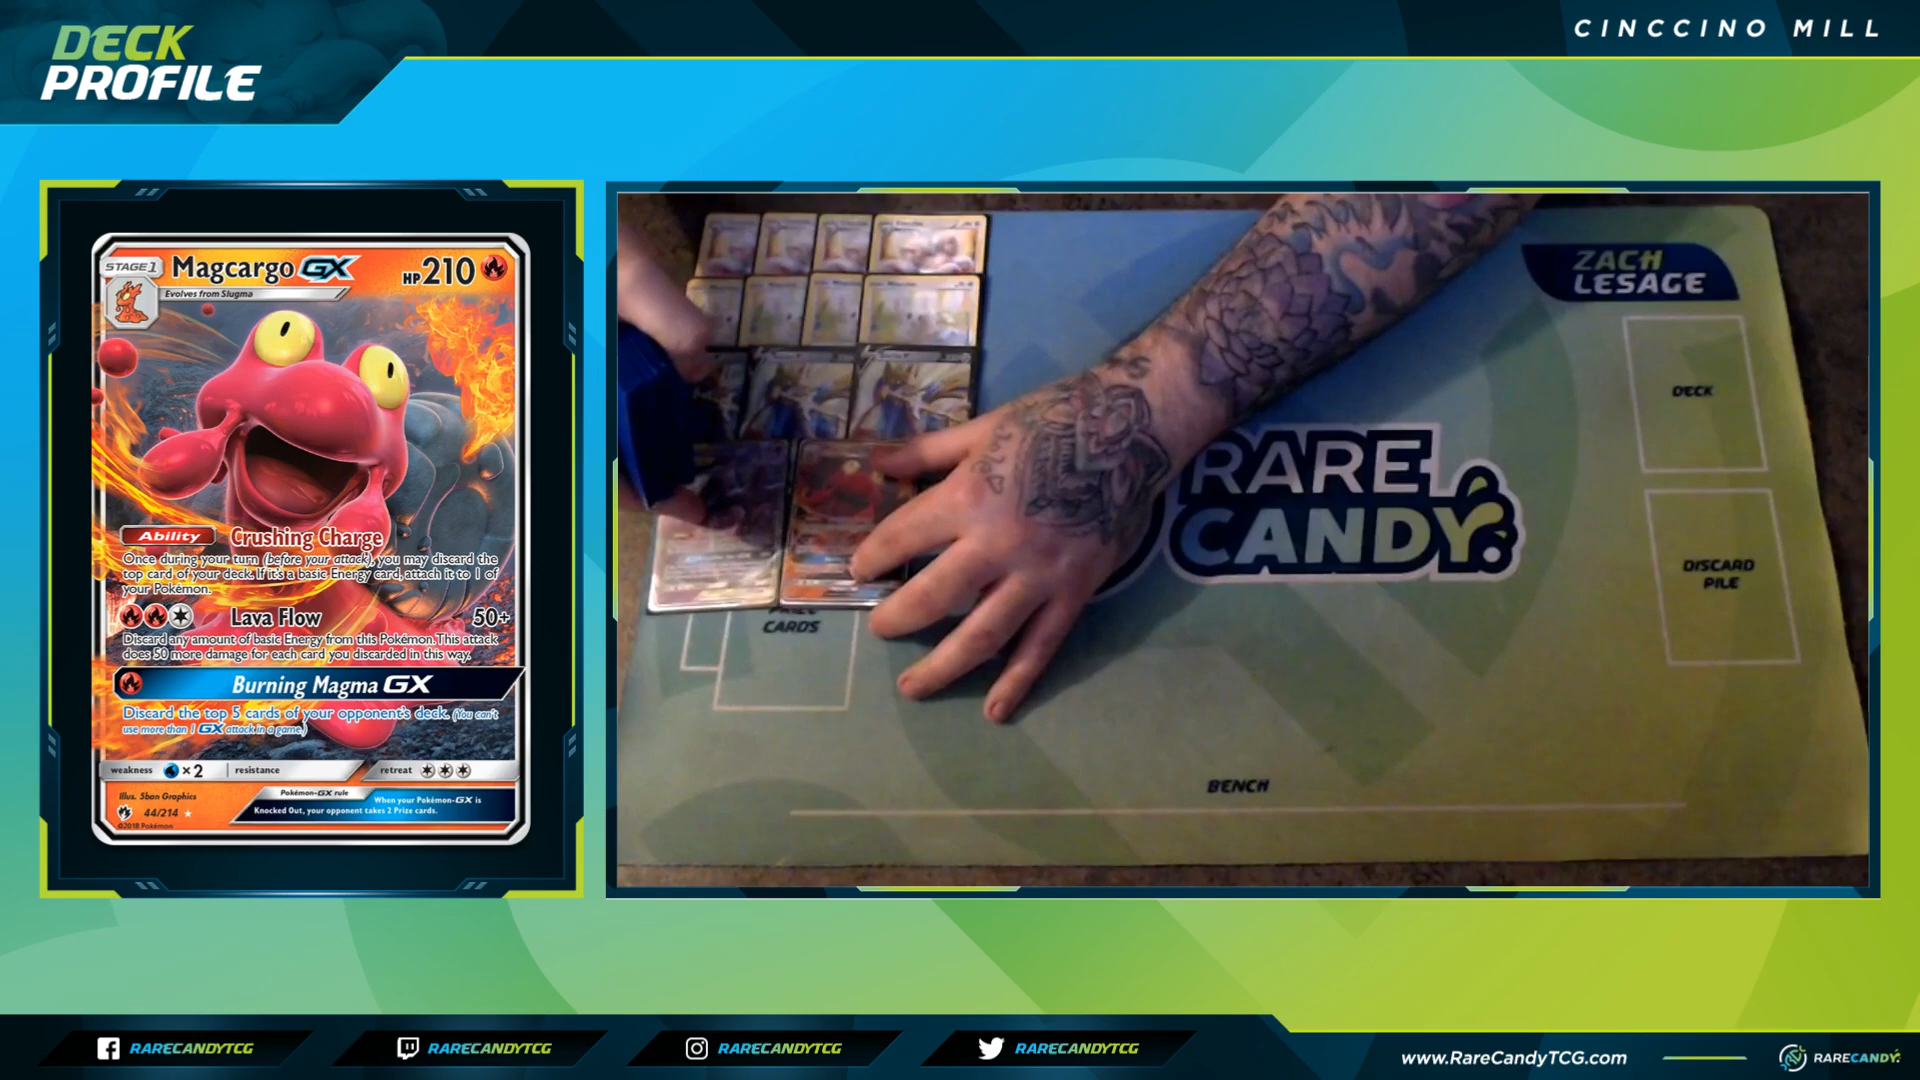 DECK
PROFILE
CINCCINO MILL
STAGE 1
Magcargo GX
HP 210
Evolves from Slugma
Ability Crushing Charge
Once during your turn (before your attack), you may discard the
top card of your deck. If it's a basic Energy card, attach it to 1 of
your Pokémon.
Lava Flow 50+
Discard any amount of basic Energy from this Pokémon. This attack
does 50 more damage for each card you discarded in this way.
Burning Magma GX
Discard the top 5 cards of your opponent's deck. (You can't
use more than 1 GX attack in a game.)
weakness ×2 resistance retreat
Illus. 5ban Graphics
44/214
©2018 Pokémon
Pokémon-GX rule
When your Pokémon-GX is
Knocked Out, your opponent takes 2 Prize cards.
ZACH
LESAGE
DECK
RARE
CANDY
DISCARD
PILE
CARDS
BENCH
RARECANDYTCG
RARECANDYTCG
RARECANDYTCG
RARECANDYTCG
www.RareCandyTCG.com
RARECANDY